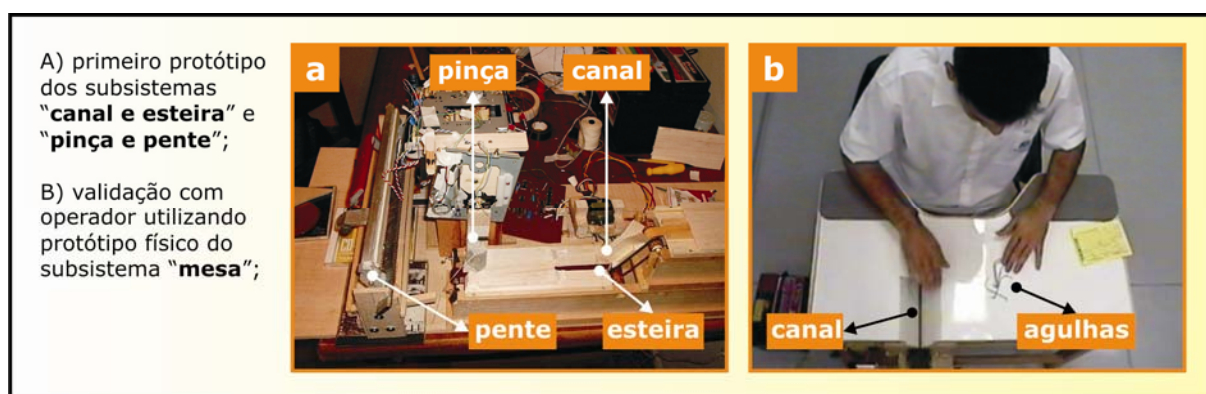 A) primeiro protótipo
dos subsistemas
“canal e esteira” e
“pinça e pente”;
B) validação com
operador utilizando
protótipo físico do
subsistema “mesa”;
a
pinça
canal
pente
esteira
b
canal
agulhas